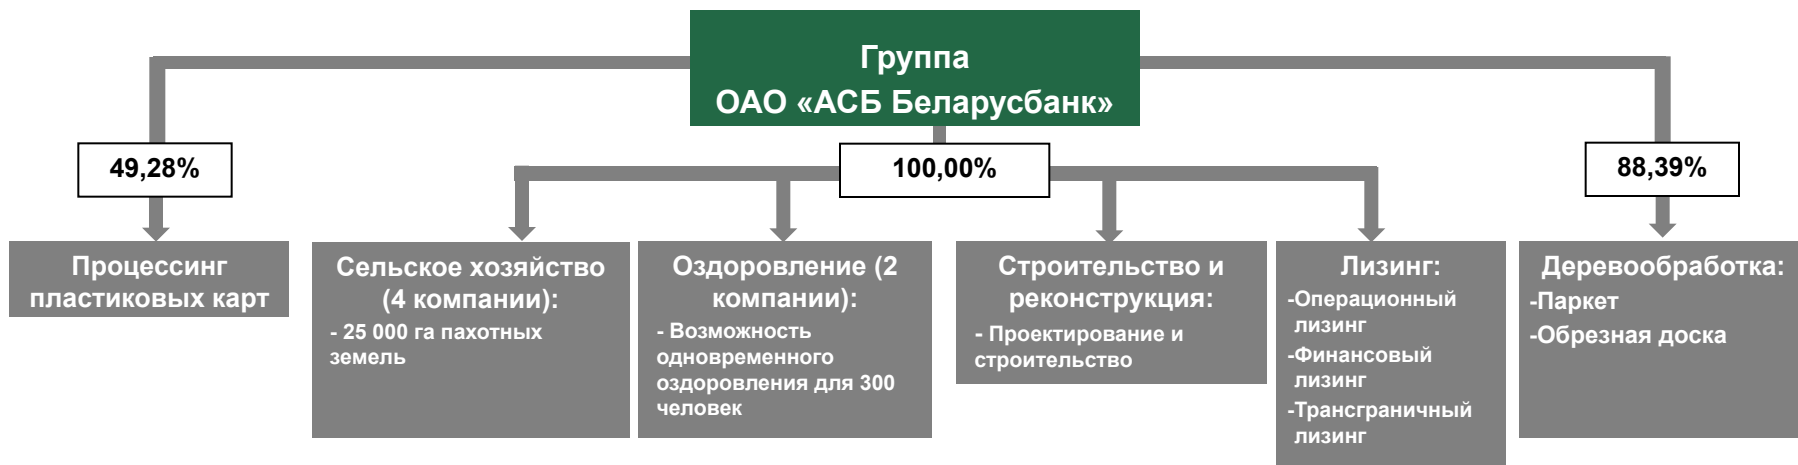 Группа
ОАО «АСБ Беларусбанк»
49,28%
100,00%
88,39%
Процессинг
пластиковых карт
Сельское хозяйство
(4 компании):
- 25 000 га пахотных
земель
Оздоровление (2
компании):
- Возможность
одновременного
оздоровления для 300
человек
Строительство и
реконструкция:
- Проектирование и
строительство
Лизинг:
-Операционный
лизинг
-Финансовый
лизинг
-Трансграничный
лизинг
Деревообработка:
-Паркет
-Обрезная доска